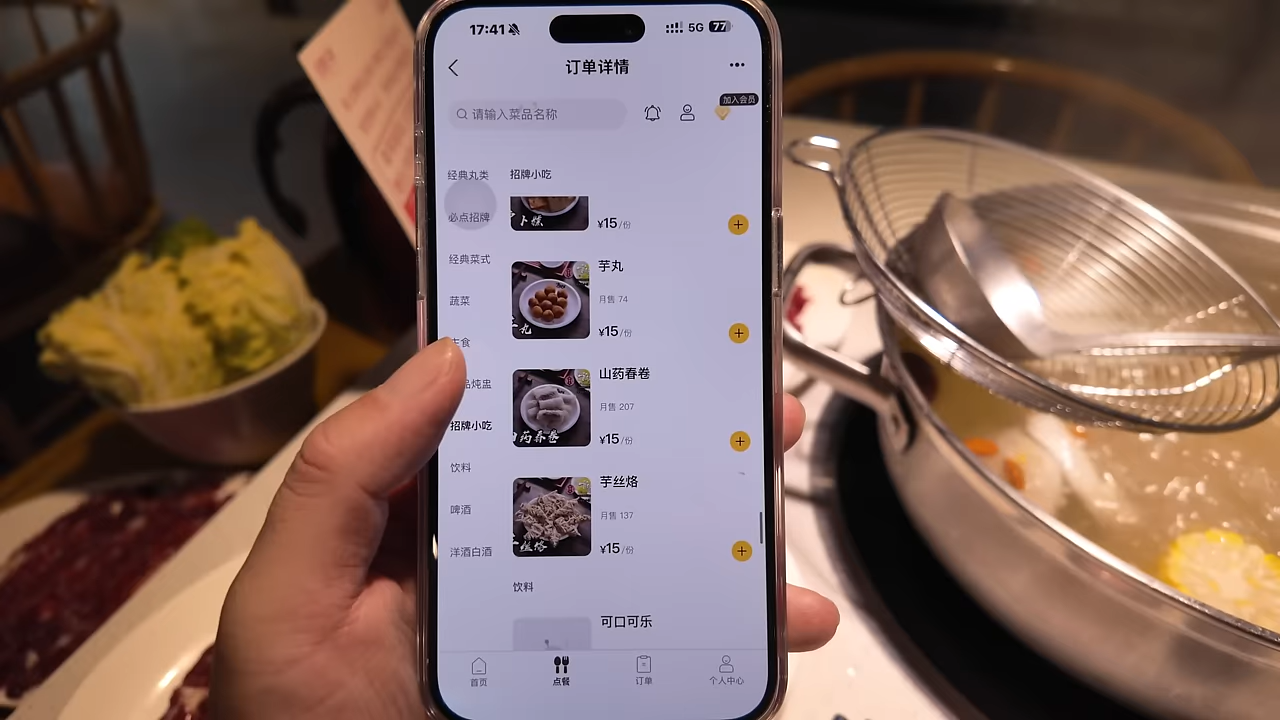 17:41
5G 77
订单详情
加入会员
请输入菜品名称
经典丸类
必点招牌
经典菜式
蔬菜
主食
炖盅
招牌小吃
饮料
啤酒
洋酒白酒
招牌小吃
¥15/份
芋丸
月售 74
¥15/份
山药春卷
月售 207
¥15/份
芋丝烙
月售 137
¥15/份
饮料
可口可乐
首页
点餐
订单
个人中心